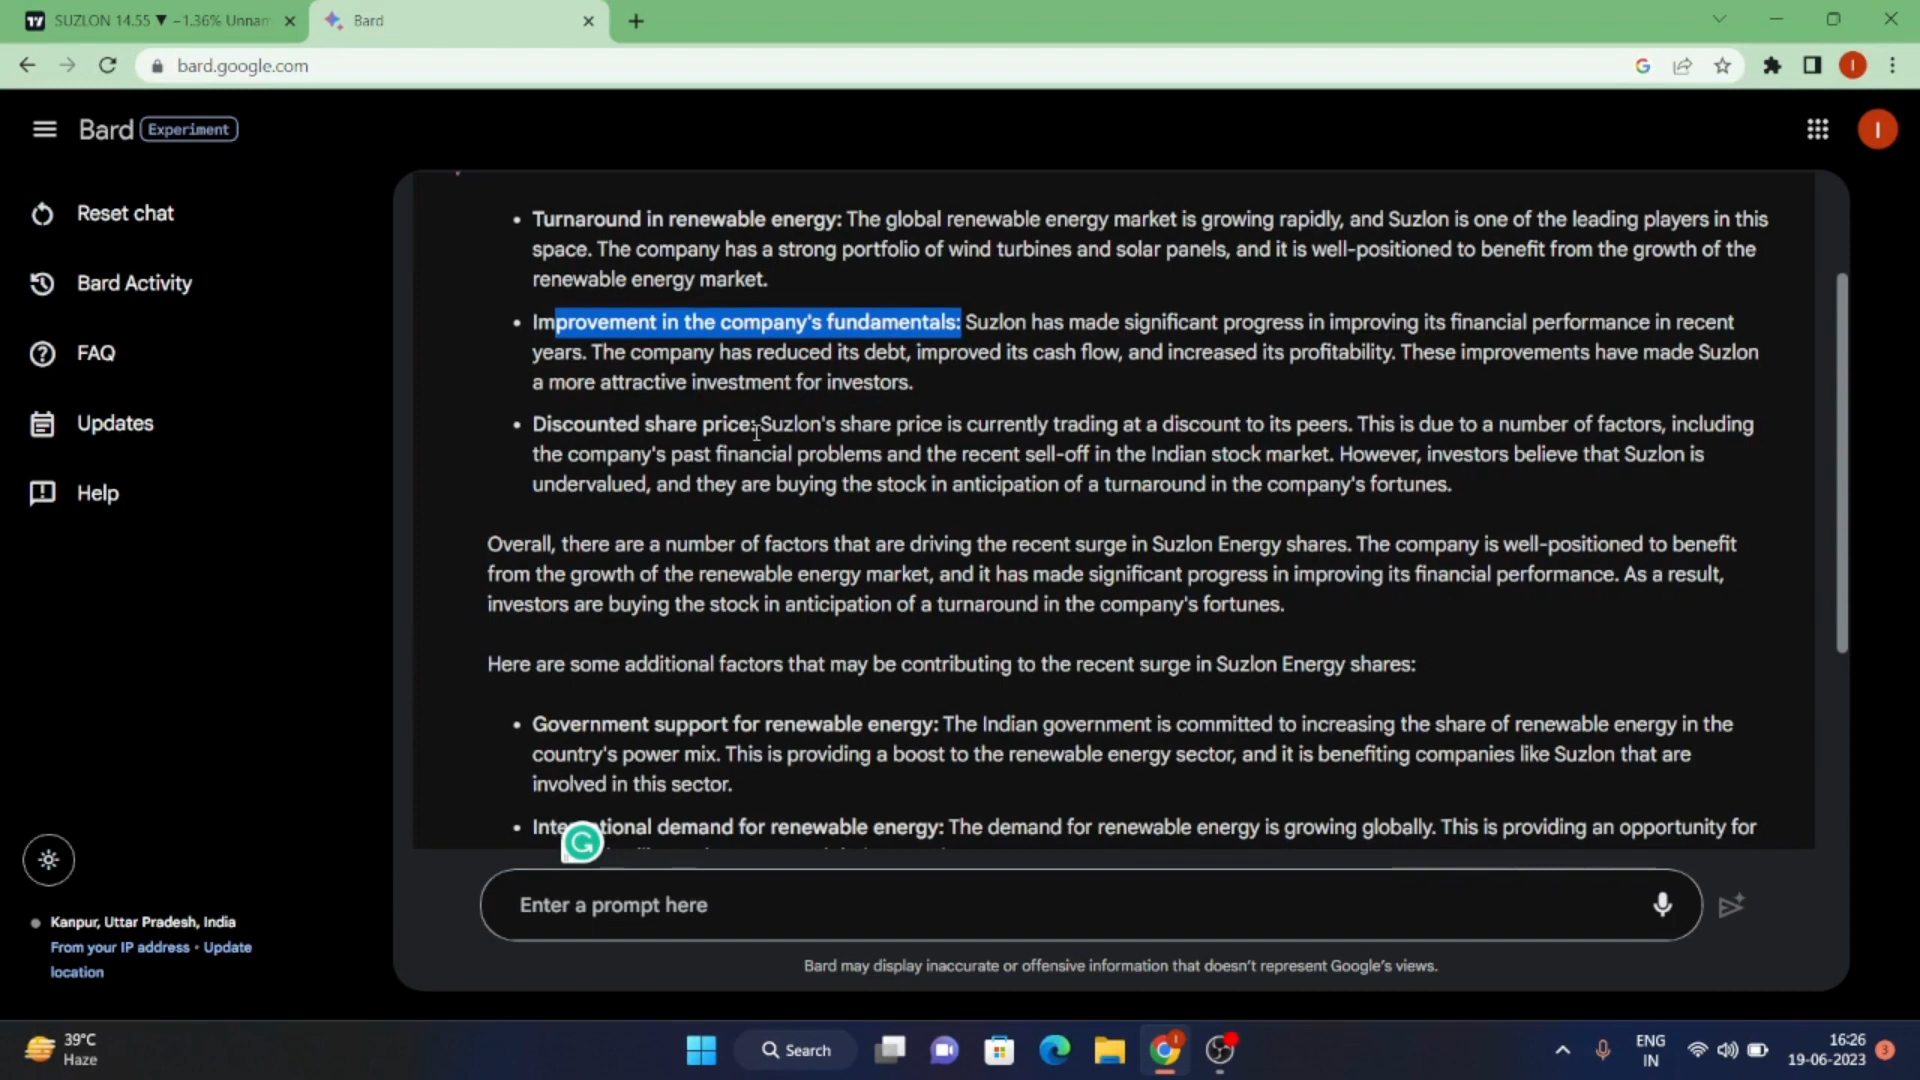 SUZLON 14.55 ▼ −1.36% Unnan
Bard
bard.google.com
I
Bard Experiment
I
Reset chat
Bard Activity
FAQ
Updates
Help
• Turnaround in renewable energy: The global renewable energy market is growing rapidly, and Suzlon is one of the leading players in this
space. The company has a strong portfolio of wind turbines and solar panels, and it is well-positioned to benefit from the growth of the
renewable energy market.
• Improvement in the company's fundamentals: Suzlon has made significant progress in improving its financial performance in recent
years. The company has reduced its debt, improved its cash flow, and increased its profitability. These improvements have made Suzlon
a more attractive investment for investors.
• Discounted share price: Suzlon's share price is currently trading at a discount to its peers. This is due to a number of factors, including
the company's past financial problems and the recent sell-off in the Indian stock market. However, investors believe that Suzlon is
undervalued, and they are buying the stock in anticipation of a turnaround in the company's fortunes.
Overall, there are a number of factors that are driving the recent surge in Suzlon Energy shares. The company is well-positioned to benefit
from the growth of the renewable energy market, and it has made significant progress in improving its financial performance. As a result,
investors are buying the stock in anticipation of a turnaround in the company's fortunes.
Here are some additional factors that may be contributing to the recent surge in Suzlon Energy shares:
• Government support for renewable energy: The Indian government is committed to increasing the share of renewable energy in the
country's power mix. This is providing a boost to the renewable energy sector, and it is benefiting companies like Suzlon that are
involved in this sector.
• demand for renewable energy: The demand for renewable energy is growing globally. This is providing an opportunity for
Enter a prompt here
Bard may display inaccurate or offensive information that doesn't represent Google's views.
Kanpur, Uttar Pradesh, India
From your IP address • Update
location
39°C
Haze
Search
ENG
IN
16:26
19-06-2023
3